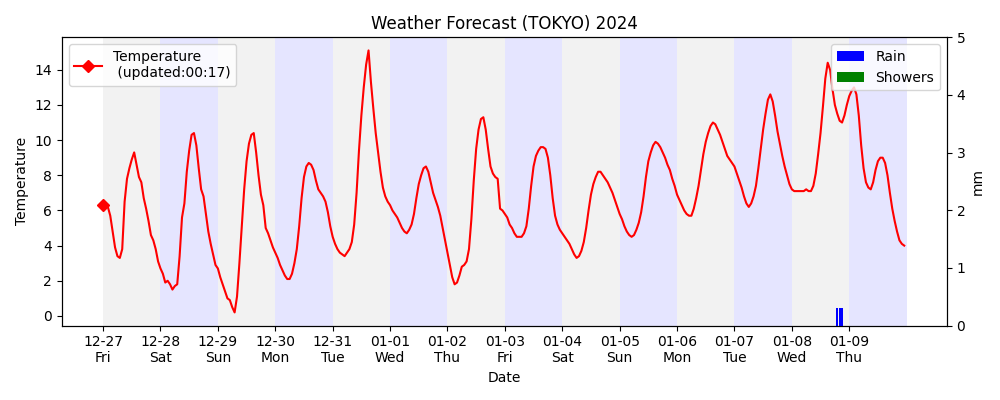 Weather Forecast (TOKYO) 2024
Temperature
(updated:00:17)
Rain
Showers
Temperature
14
12
10
8
6
4
2
0
5
4
3
2
1
0
mm
12-27 12-28 12-29 12-30 12-31 01-01 01-02 01-03 01-04 01-05 01-06 01-07 01-08 01-09
Fri Sat Sun Mon Tue Wed Thu Fri Sat Sun Mon Tue Wed Thu
Date